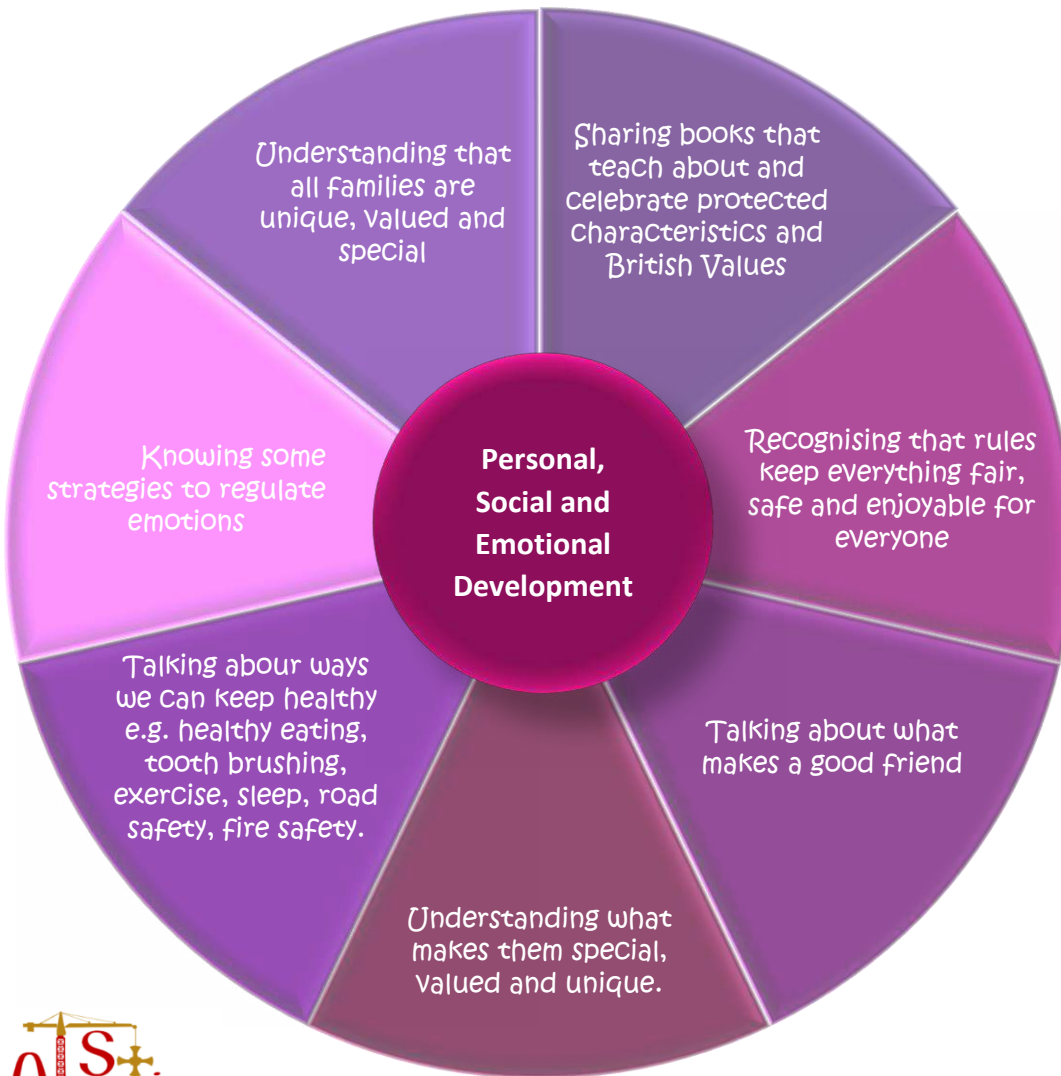 Sharing books that
teach about and
celebrate protected
characteristics and
British Values
Recognising that rules
keep everything fair,
safe and enjoyable for
everyone
Talking about what
makes a good friend
Understanding what
makes them special,
valued and unique.
Talking abour ways
we can keep healthy
e.g. healthy eating,
tooth brushing,
exercise, sleep, road
safety, fire safety.
Knowing some
strategies to regulate
emotions
Understanding that
all families are
unique, valued and
special
Personal,
Social and
Emotional
Development